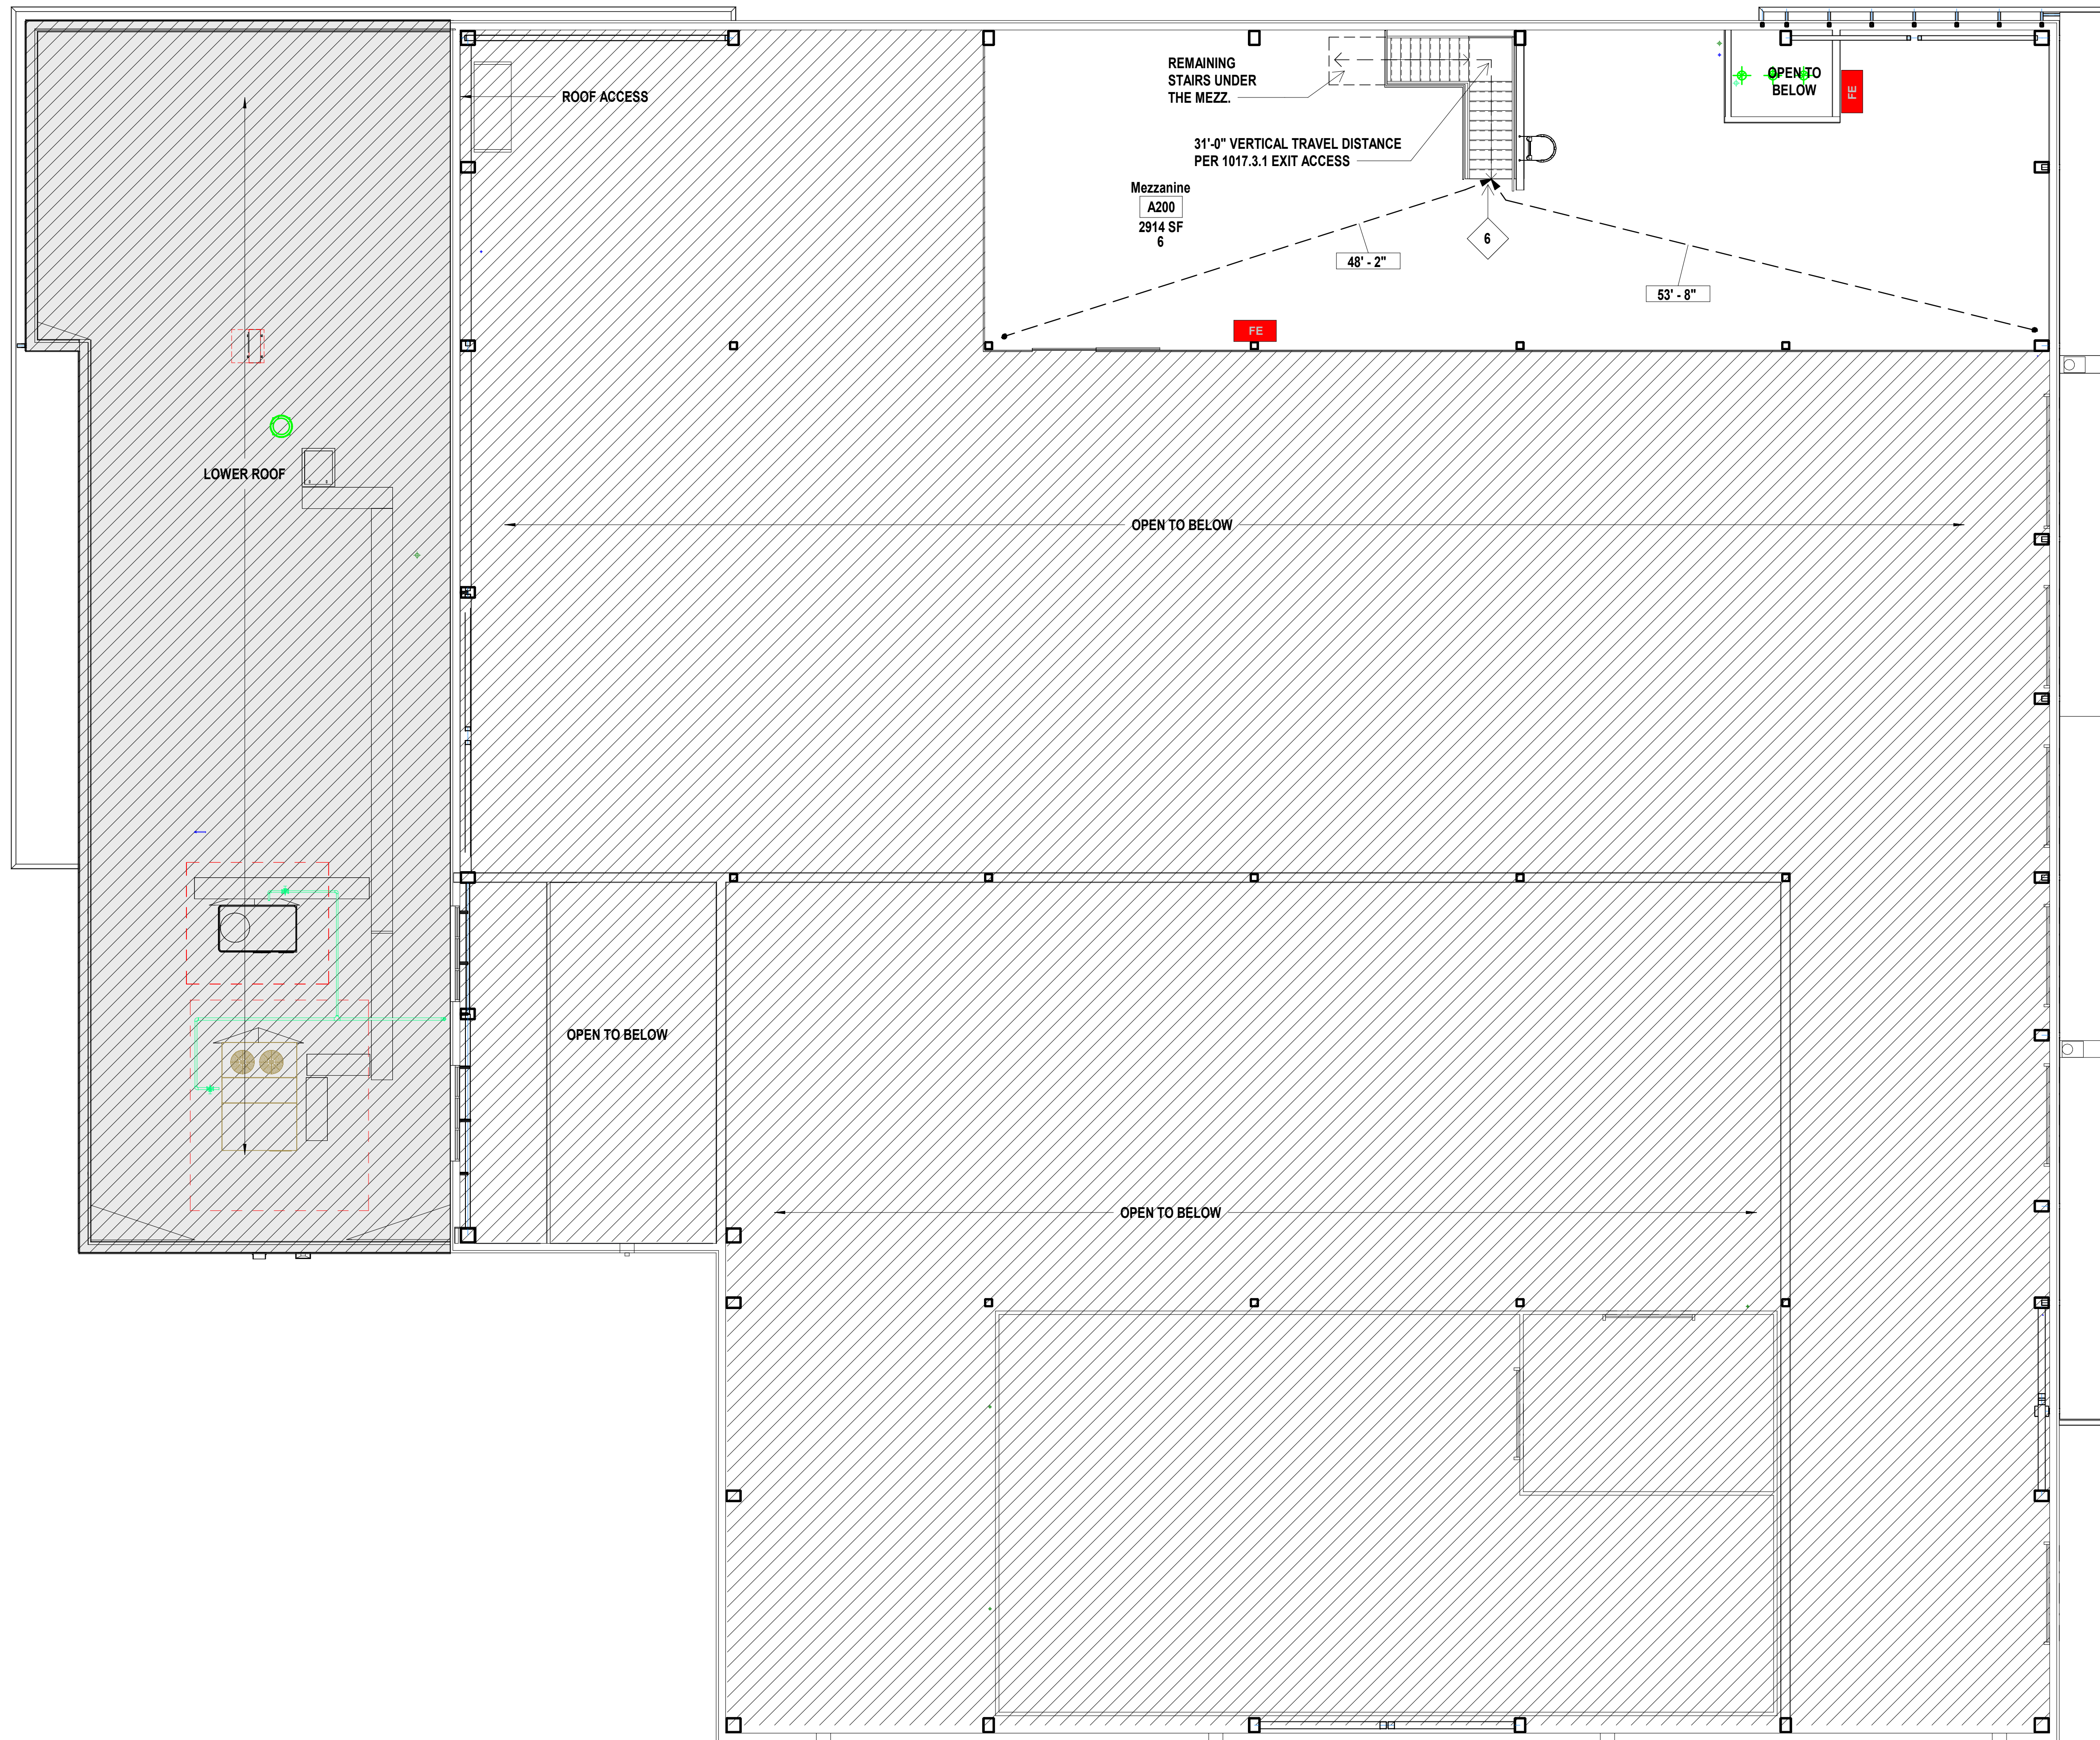 REMAINING
STAIRS UNDER
THE MEZZ.
OPEN TO
BELOW
FE
ROOF ACCESS
31'-0" VERTICAL TRAVEL DISTANCE
PER 1017.3.1 EXIT ACCESS
Mezzanine
A200
2914 SF
6
6
48' - 2"
53' - 8"
FE
LOWER ROOF
OPEN TO BELOW
OPEN TO BELOW
OPEN TO BELOW